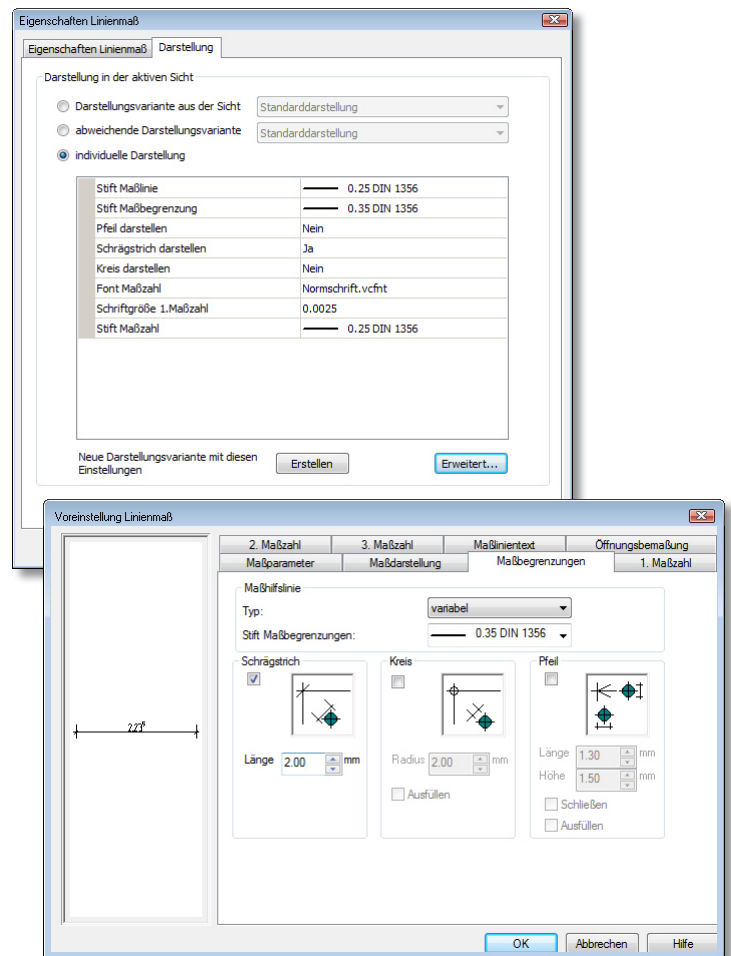 Eigenschaften Linienmaß
Eigenschaften Linienmaß Darstellung
Darstellung in der aktiven Sicht
Darstellungsvariante aus der Sicht Standarddarstellung
abweichende Darstellungsvariante Standarddarstellung
individuelle Darstellung
Stift Maßlinie 0.25 DIN 1356
Stift Maßbegrenzung 0.35 DIN 1356
Pfeil darstellen Nein
Schrägstrich darstellen Ja
Kreis darstellen Nein
Font Maßzahl Normschrift.vcfnt
Schriftgröße 1.Maßzahl 0.0025
Stift Maßzahl 0.25 DIN 1356
Neue Darstellungsvariante mit diesen
Einstellungen Erstellen Erweitert...
Voreinstellung Linienmaß
2. Maßzahl 3. Maßzahl Maßlinientext Öffnungsbemaßung
Maßparameter Maßdarstellung Maßbegrenzungen 1. Maßzahl
Maßhilfslinie
Typ: variabel
Stift Maßbegrenzungen: 0.35 DIN 1356
Schrägstrich Kreis Pfeil
2.23⁵
Länge 2.00 mm Radius 2.00 mm Länge 1.30 mm
Höhe 1.50 mm
Ausfüllen Schließen
Ausfüllen
OK Abbrechen Hilfe